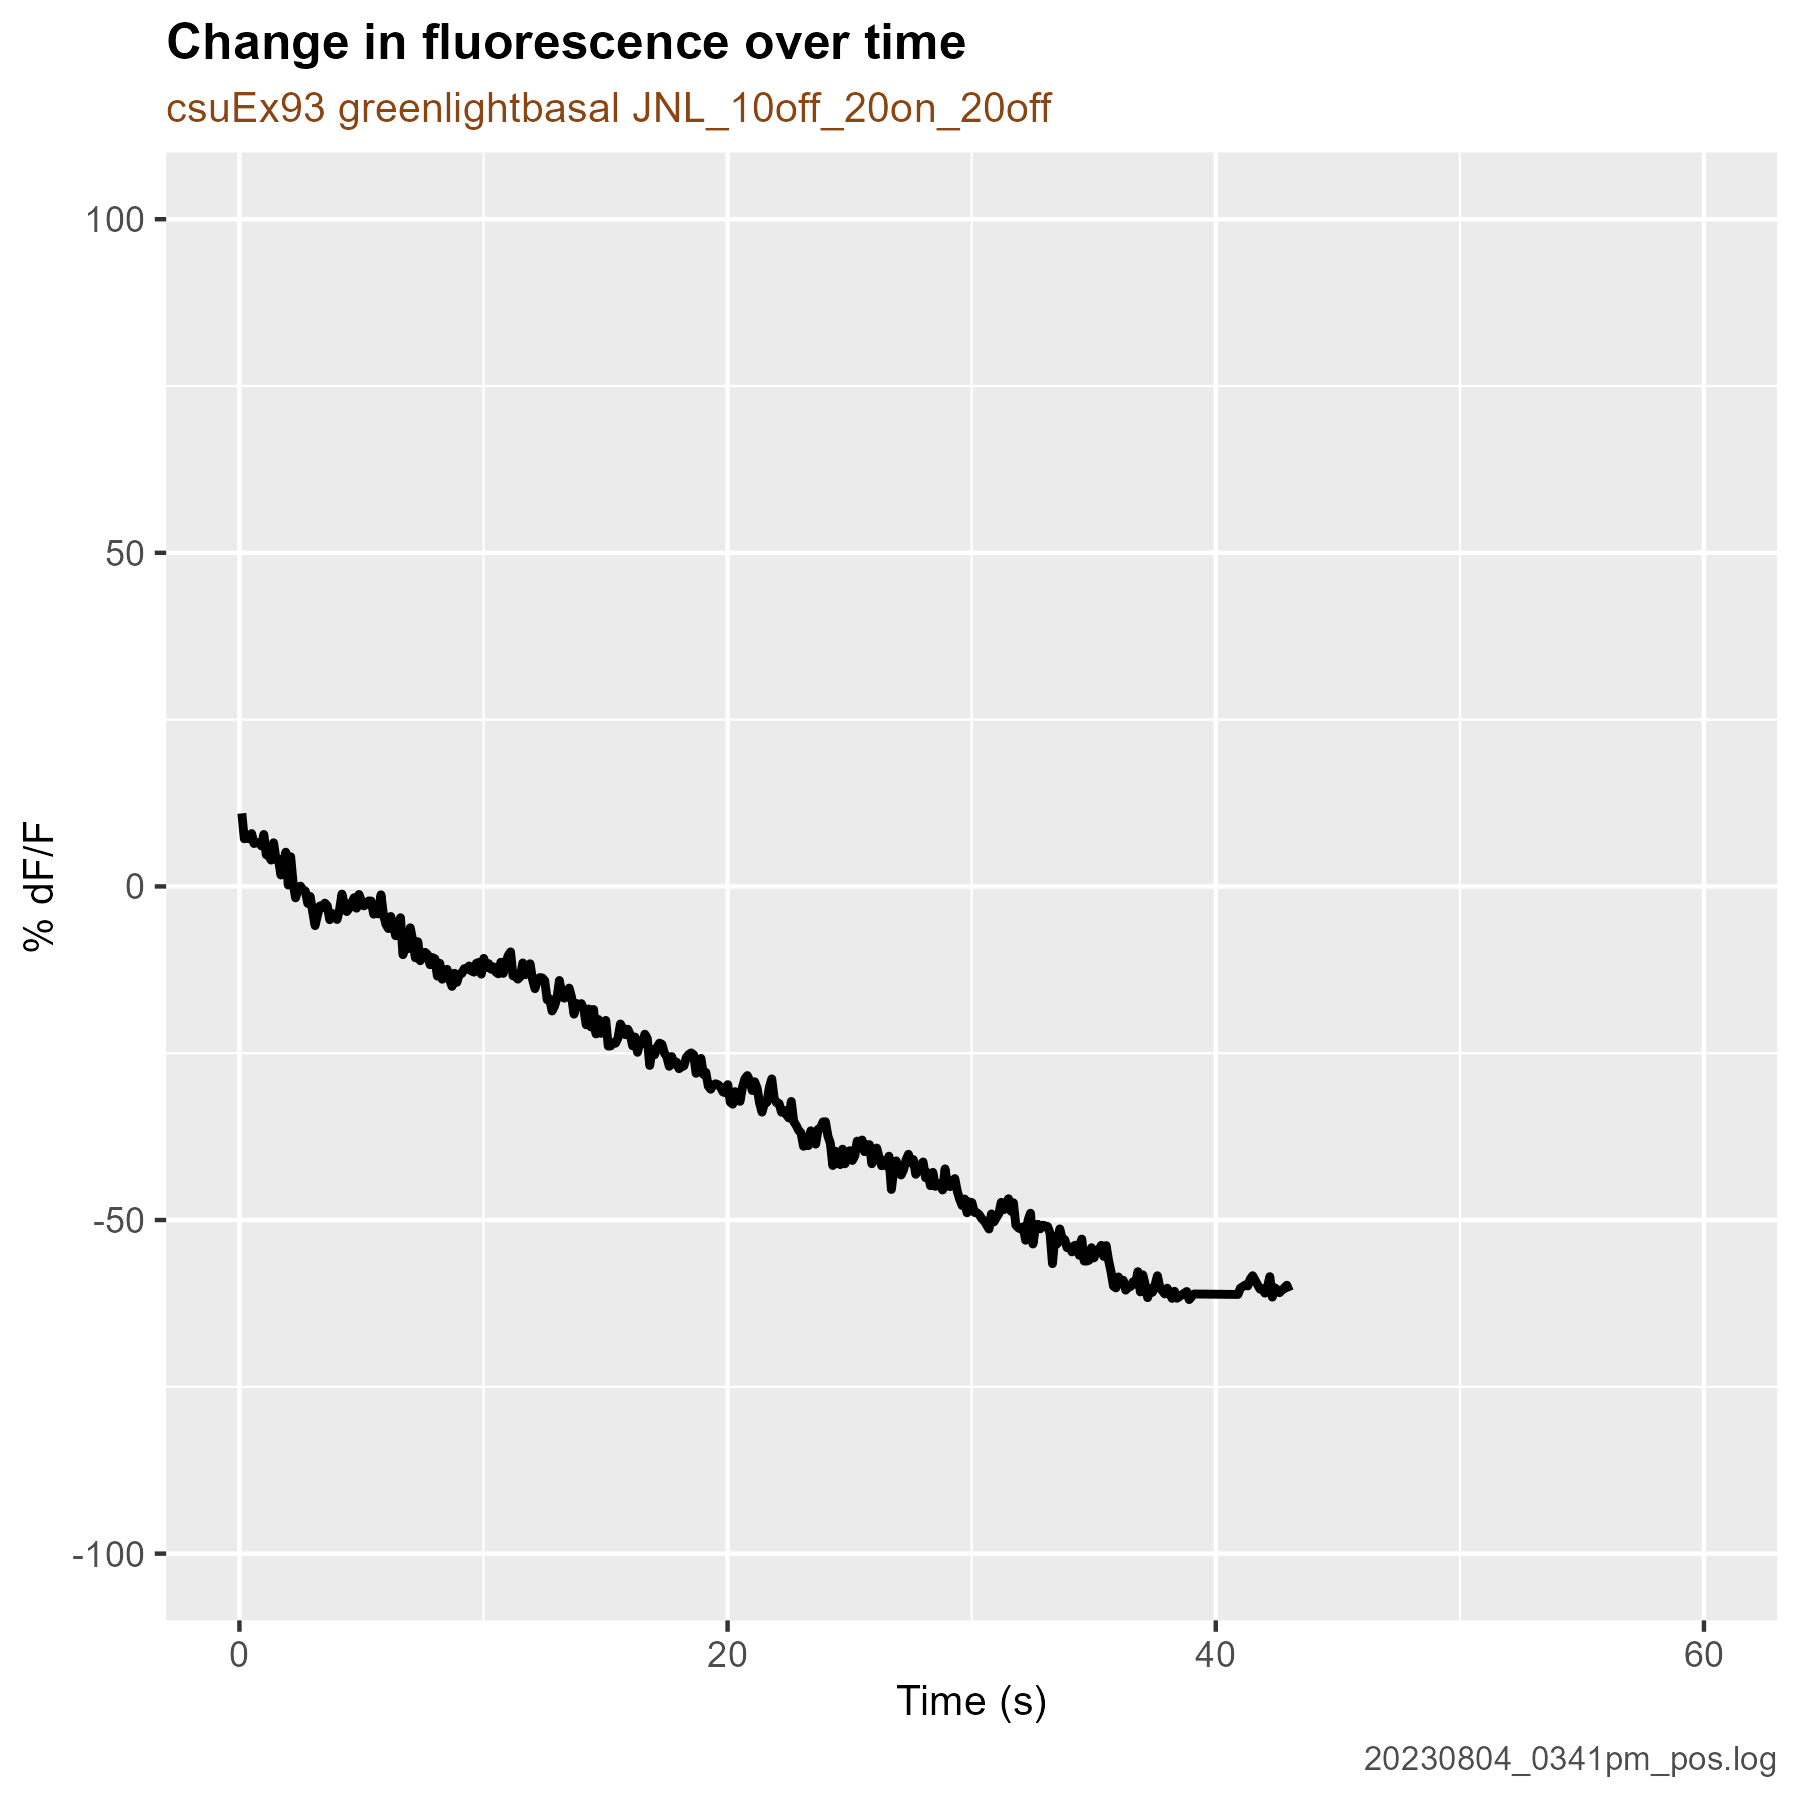 Change in fluorescence over time
csuEx93 greenlightbasal JNL_10off_20on_20off
100
50
0
-50
-100
% dF/F
0 20 40 60
Time (s)
20230804_0341pm_pos.log